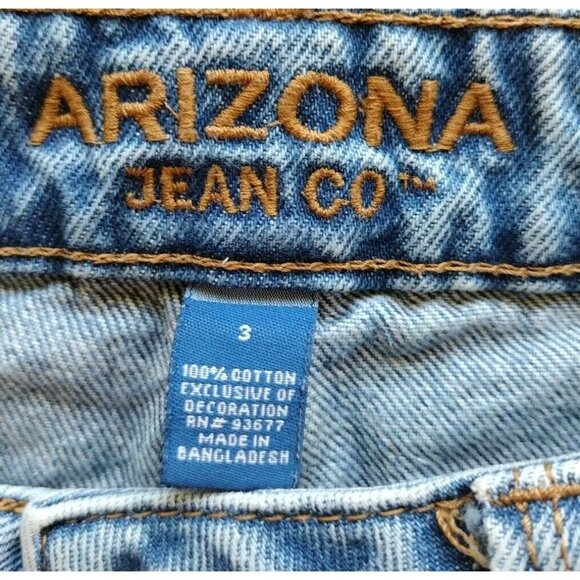 ARIZONA
JEAN CO™
3
100% COTTON
EXCLUSIVE OF
DECORATION
RN# 93677
MADE IN
BANGLADESH